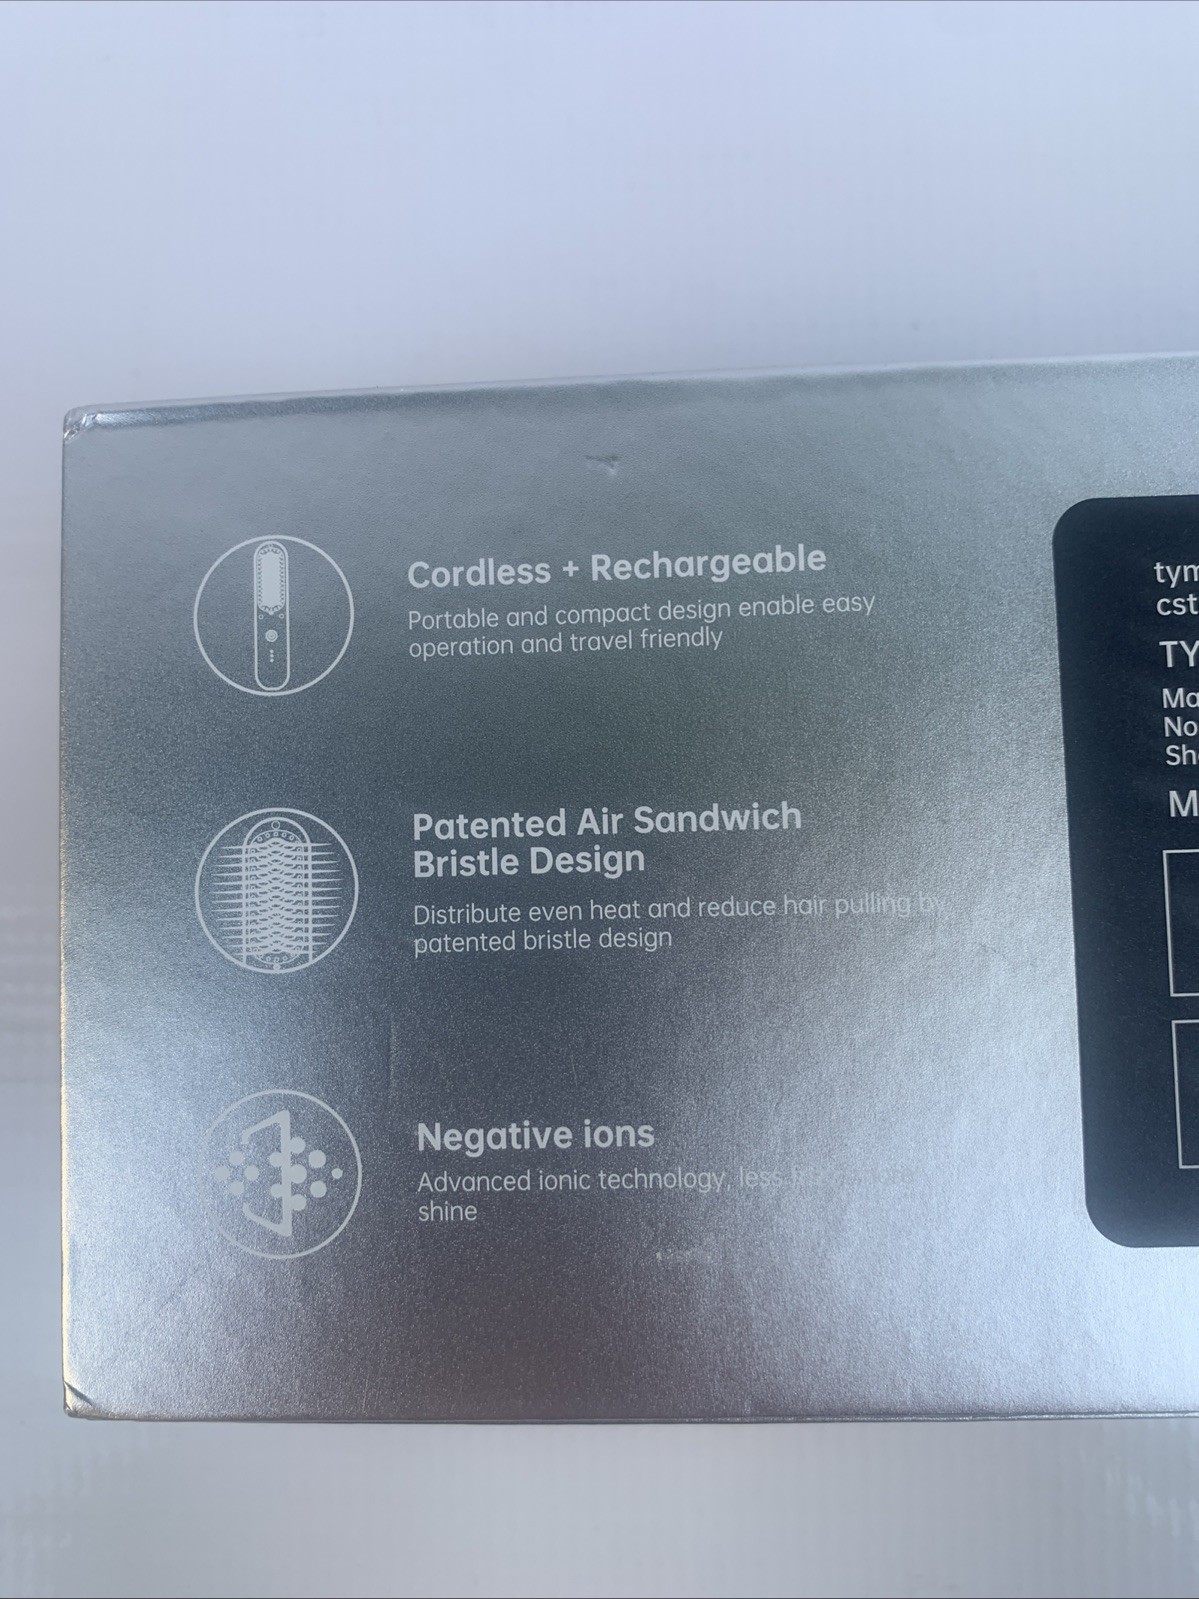 Cordless + Rechargeable
Portable and compact design enable easy
operation and travel friendly
Patented Air Sandwich
Bristle Design
Distribute even heat and reduce hair pulling by
patented bristle design
Negative ions
Advanced ionic technology, less
shine
tym
cst
TY
Ma
No
Sh
M